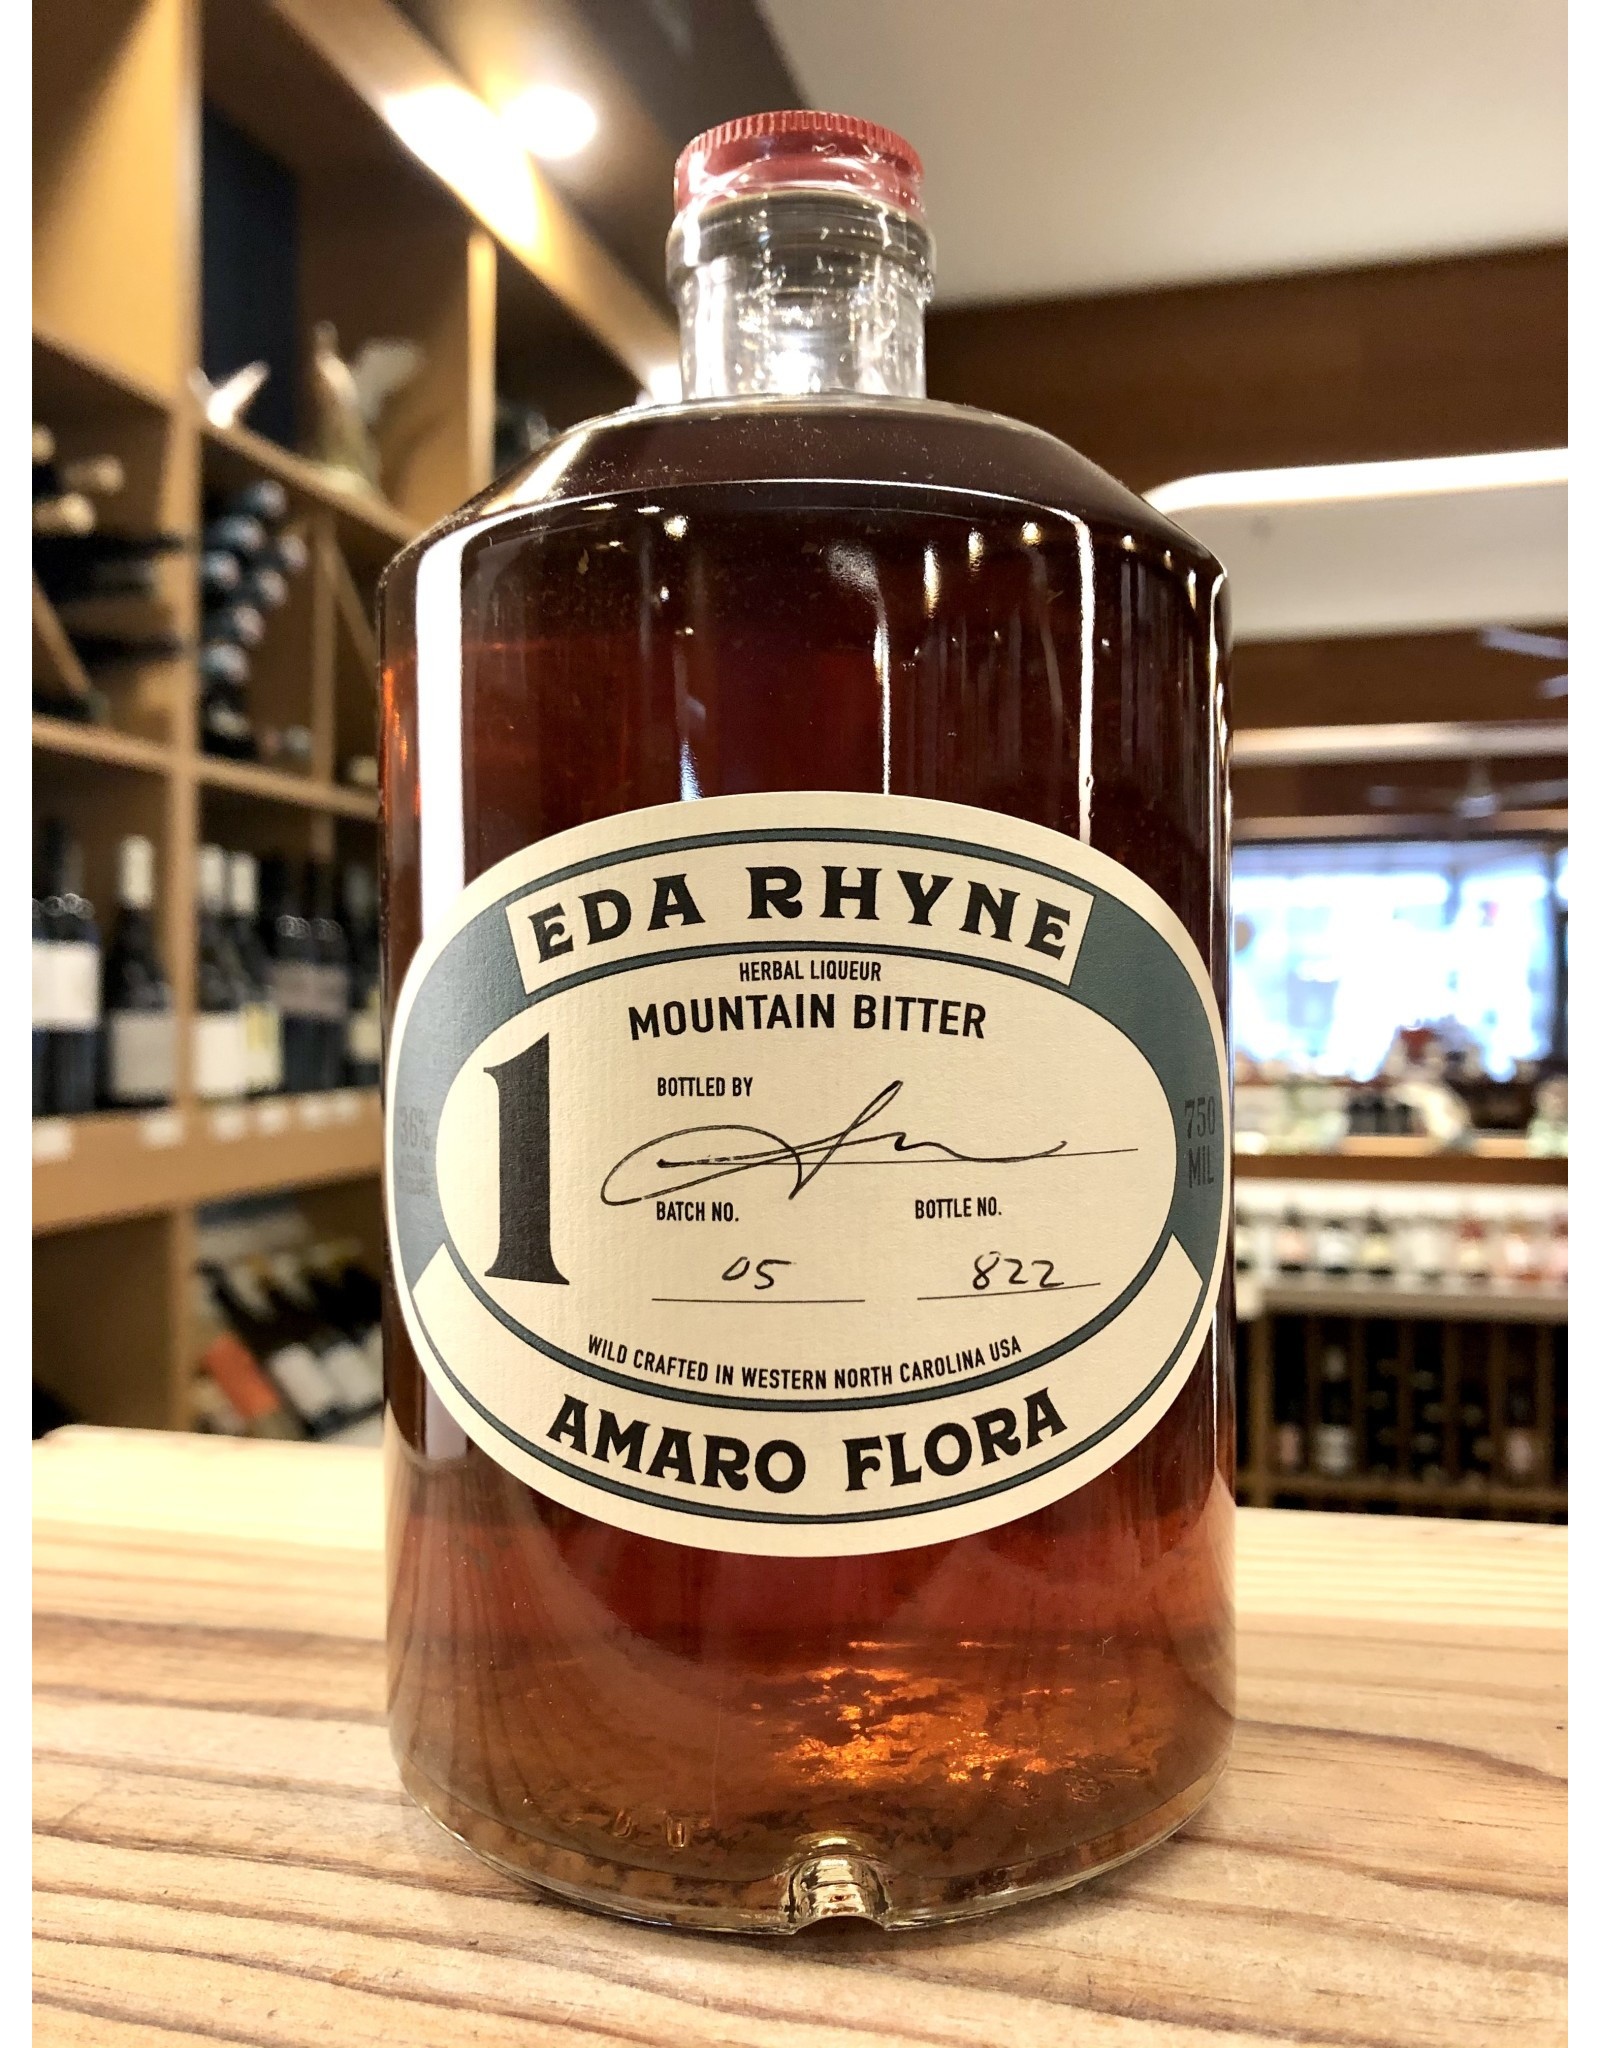 EDA RHYNE
HERBAL LIQUEUR
MOUNTAIN BITTER
1
BOTTLED BY
36%
750
MIL
BATCH NO. BOTTLE NO.
05 822
WILD CRAFTED IN WESTERN NORTH CAROLINA USA
AMARO FLORA